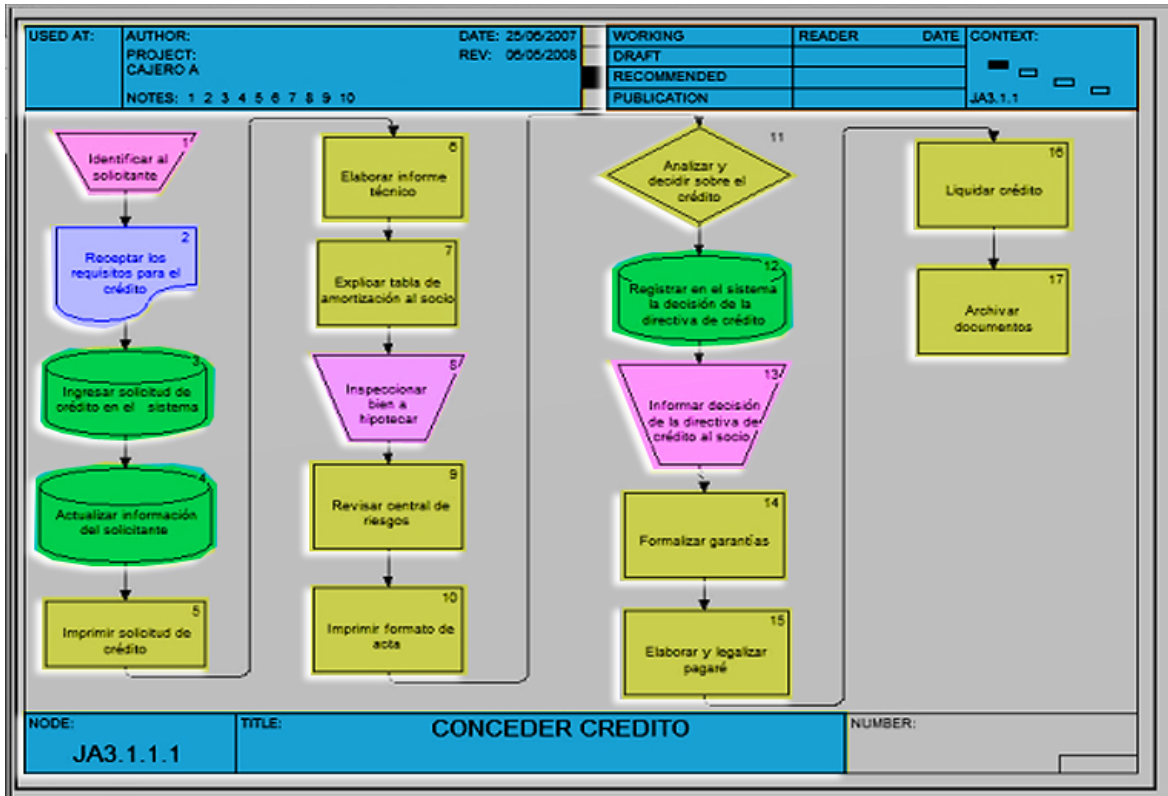 USED AT:
AUTHOR:
DATE: 25/06/2007
PROJECT:
REV: 06/05/2008
CAJERO A
NOTES: 1 2 3 4 5 6 7 8 9 10
WORKING
DRAFT
RECOMMENDED
PUBLICATION
READER DATE
CONTEXT:
JA3.1.1
1
Identificar al
solicitante
2
Receptar los
requisitos para el
crédito
3
Ingresar solicitud de
crédito en el sistema
4
Actualizar información
del solicitante
5
Imprimir solicitud de
crédito
6
Elaborar informe
técnico
7
Explicar tabla de
amortización al socio
8
Inspeccionar
bien a
hipotecar
9
Revisar central de
riesgos
10
Imprimir formato de
acta
11
Analizar y
decidir sobre el
crédito
12
Registrar en el sistema
la decisión de la
directiva de crédito
13
Informar decisión
de la directiva de
crédito al socio
14
Formalizar garantías
15
Elaborar y legalizar
pagaré
16
Liquidar crédito
17
Archivar
documentos
NODE:
JA3.1.1.1
TITLE:
CONCEDER CREDITO
NUMBER: